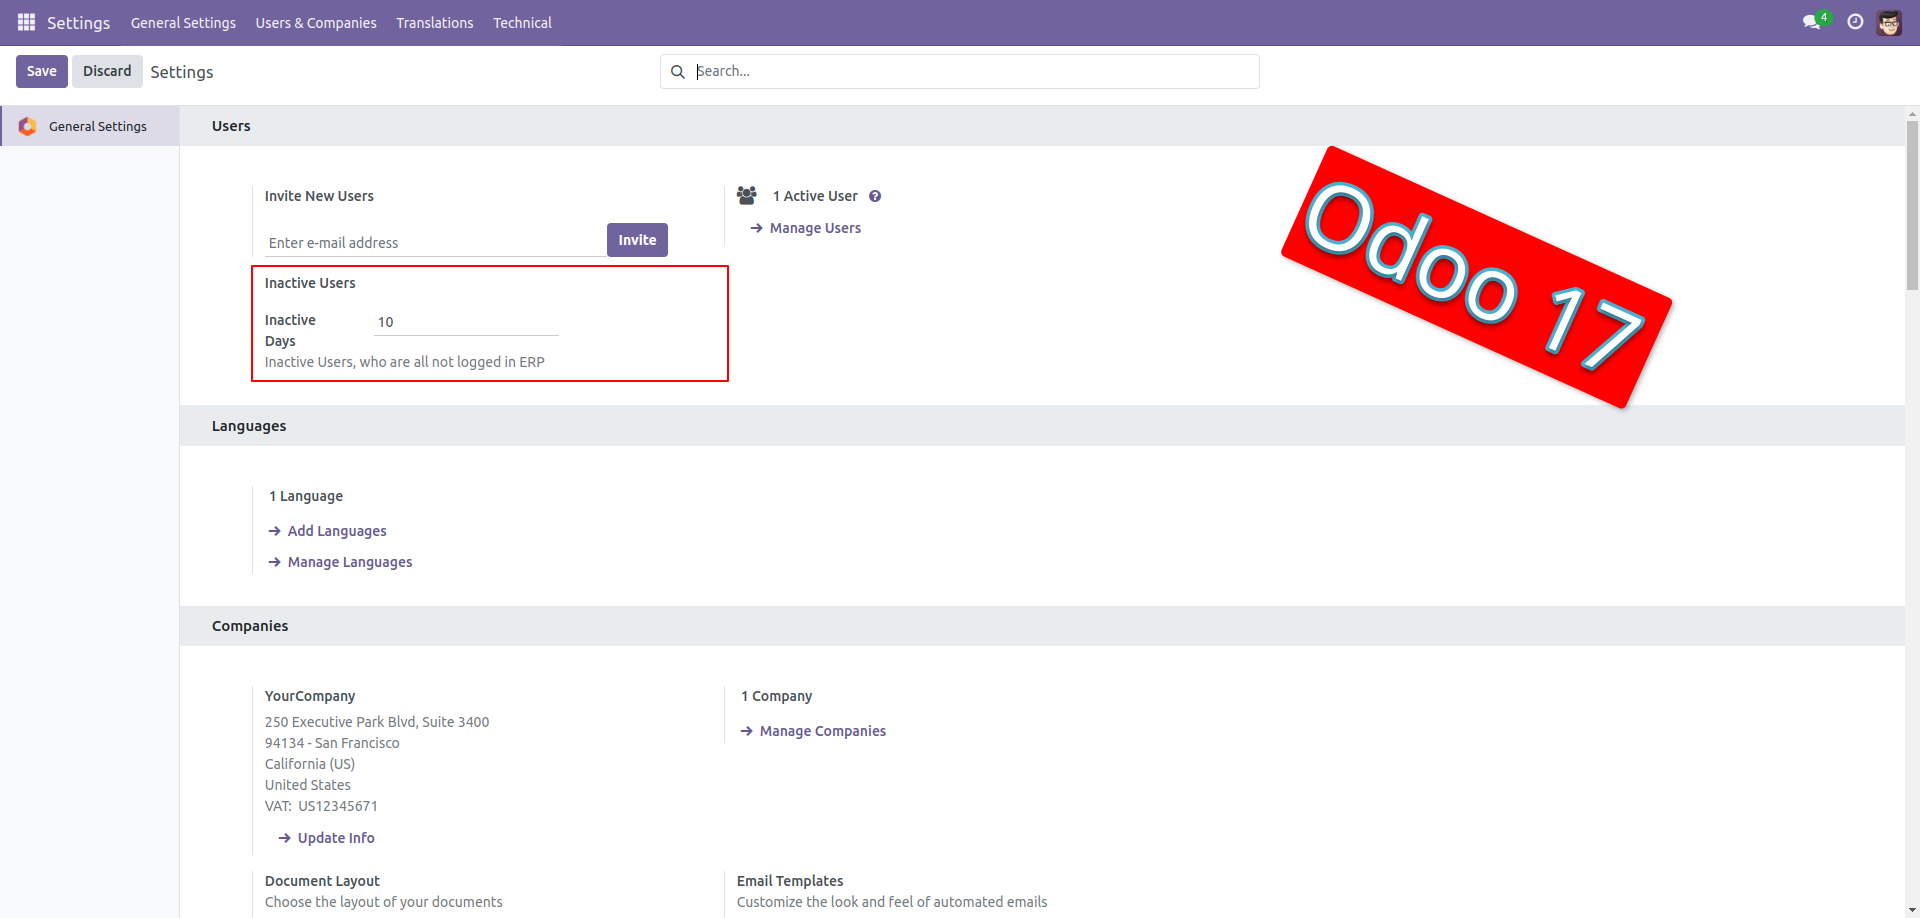 Settings General Settings Users & Companies Translations Technical 4
Save Discard Settings Search...
General Settings
Users
Invite New Users
Enter e-mail address Invite
1 Active User ?
Manage Users
Inactive Users
Inactive Days 10
Inactive Users, who are all not logged in ERP
Odoo 17
Languages
1 Language
Add Languages
Manage Languages
Companies
YourCompany
250 Executive Park Blvd, Suite 3400
94134 - San Francisco
California (US)
United States
VAT: US12345671
Update Info
1 Company
Manage Companies
Document Layout
Choose the layout of your documents
Email Templates
Customize the look and feel of automated emails